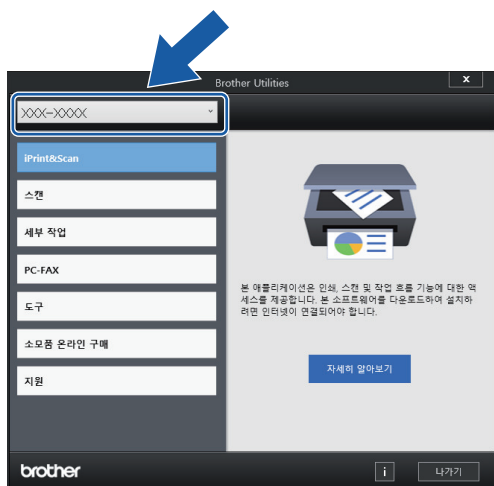 Brother Utilities
x
XXX-XXXX
iPrint&Scan
스캔
세부 작업
PC-FAX
도구
소모품 온라인 구매
지원
본 애플리케이션은 인쇄, 스캔 및 작업 흐름 기능에 대한 액
세스를 제공합니다. 본 소프트웨어를 다운로드하여 설치하
려면 인터넷이 연결되어야 합니다.
자세히 알아보기
brother
i
나가기